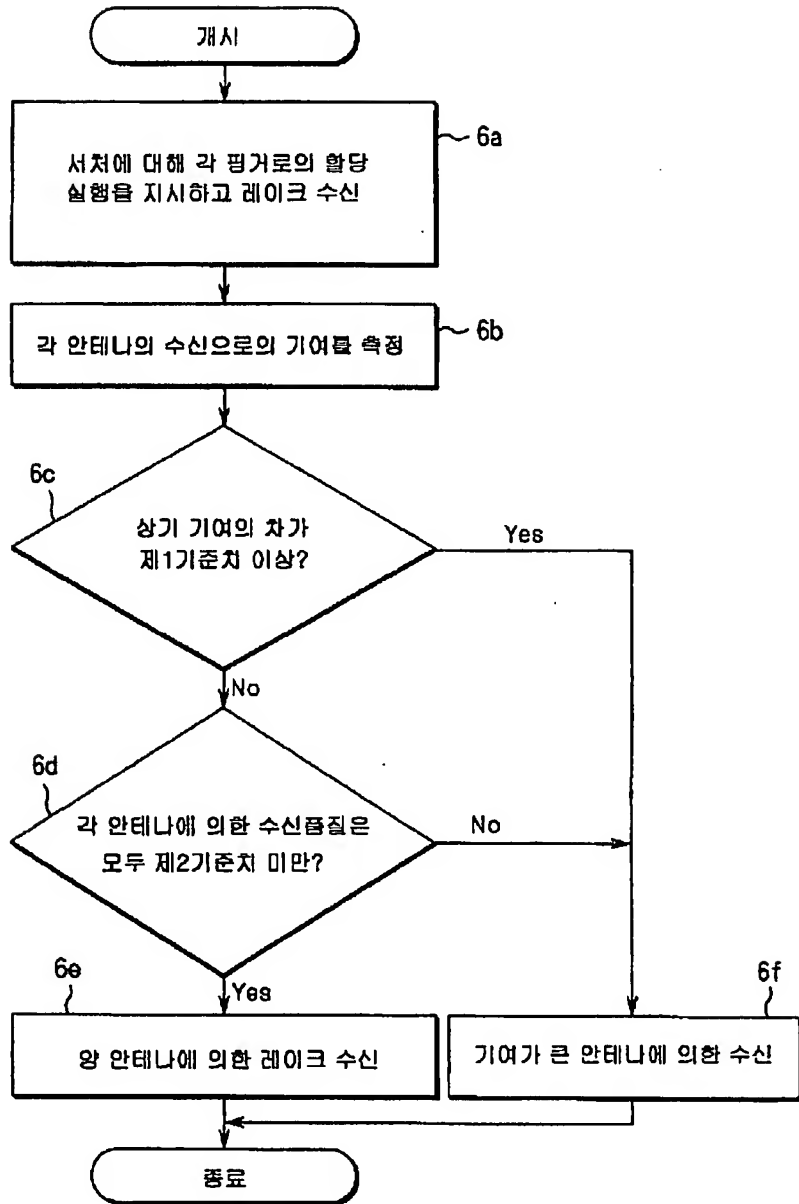 개시
서처에 대해 각 핑거로의 할당
실행을 지시하고 레이크 수신
6a
각 안테나의 수신으로의 기여를 측정
6b
6c
상기 기여의 차가
제1기준치 이상?
Yes
No
6d
각 안테나에 의한 수신품질은
모두 제2기준치 미만?
No
6e
Yes
6f
양 안테나에 의한 레이크 수신
기여가 큰 안테나에 의한 수신
종료